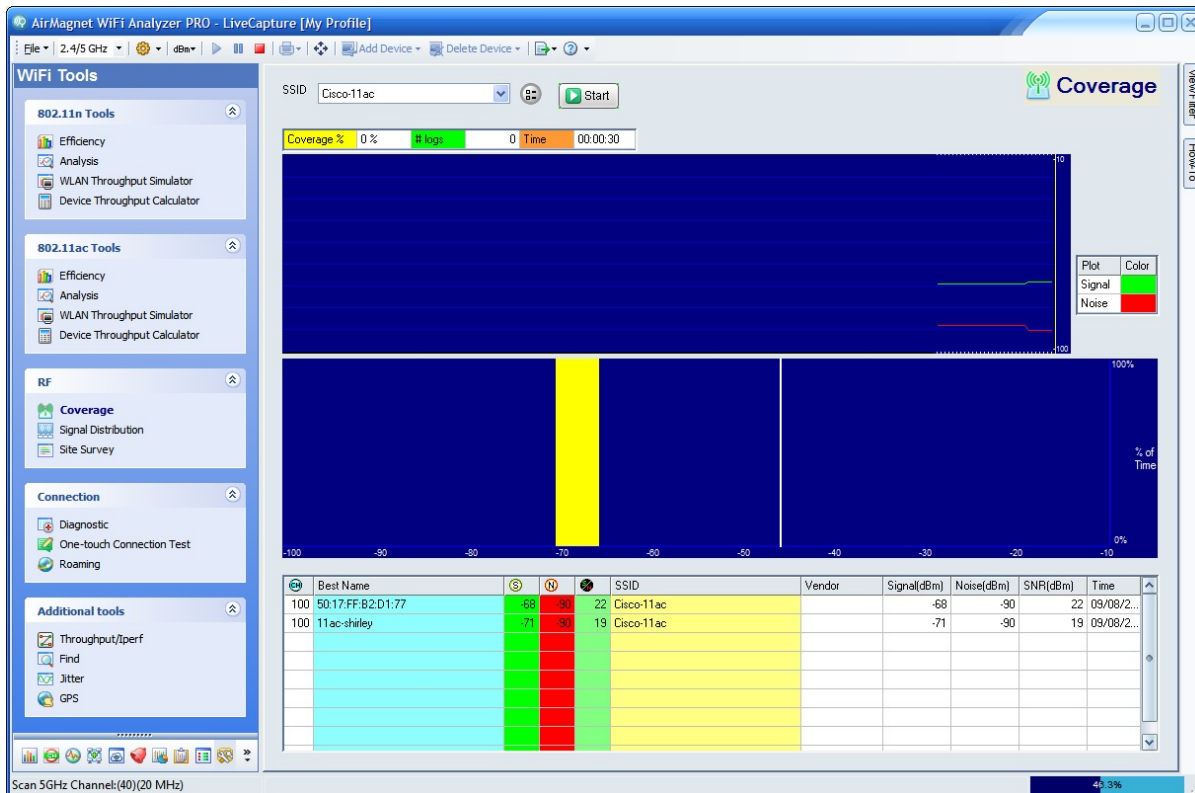 AirMagnet WiFi Analyzer PRO - LiveCapture [My Profile]
File 2.4/5 GHz dBm Add Device Delete Device
WiFi Tools
802.11n Tools
Efficiency
Analysis
WLAN Throughput Simulator
Device Throughput Calculator
802.11ac Tools
Efficiency
Analysis
WLAN Throughput Simulator
Device Throughput Calculator
RF
Coverage
Signal Distribution
Site Survey
Connection
Diagnostic
One-touch Connection Test
Roaming
Additional tools
Throughput/Iperf
Find
Jitter
GPS
SSID Cisco-11ac Start
Coverage
View/Filter
How-To
Coverage % 0 % # logs 0 Time 00:00:30
-10
-100
Plot Color
Signal
Noise
100%
% of
Time
0%
-100 -90 -80 -70 -60 -50 -40 -30 -20 -10
CH Best Name S N SSID Vendor Signal(dBm) Noise(dBm) SNR(dBm) Time
100 50:17:FF:B2:D1:77 -68 -90 22 Cisco-11ac -68 -90 22 09/08/2...
100 11ac-shirley -71 -90 19 Cisco-11ac -71 -90 19 09/08/2...
Scan 5GHz Channel:(40)(20 MHz)